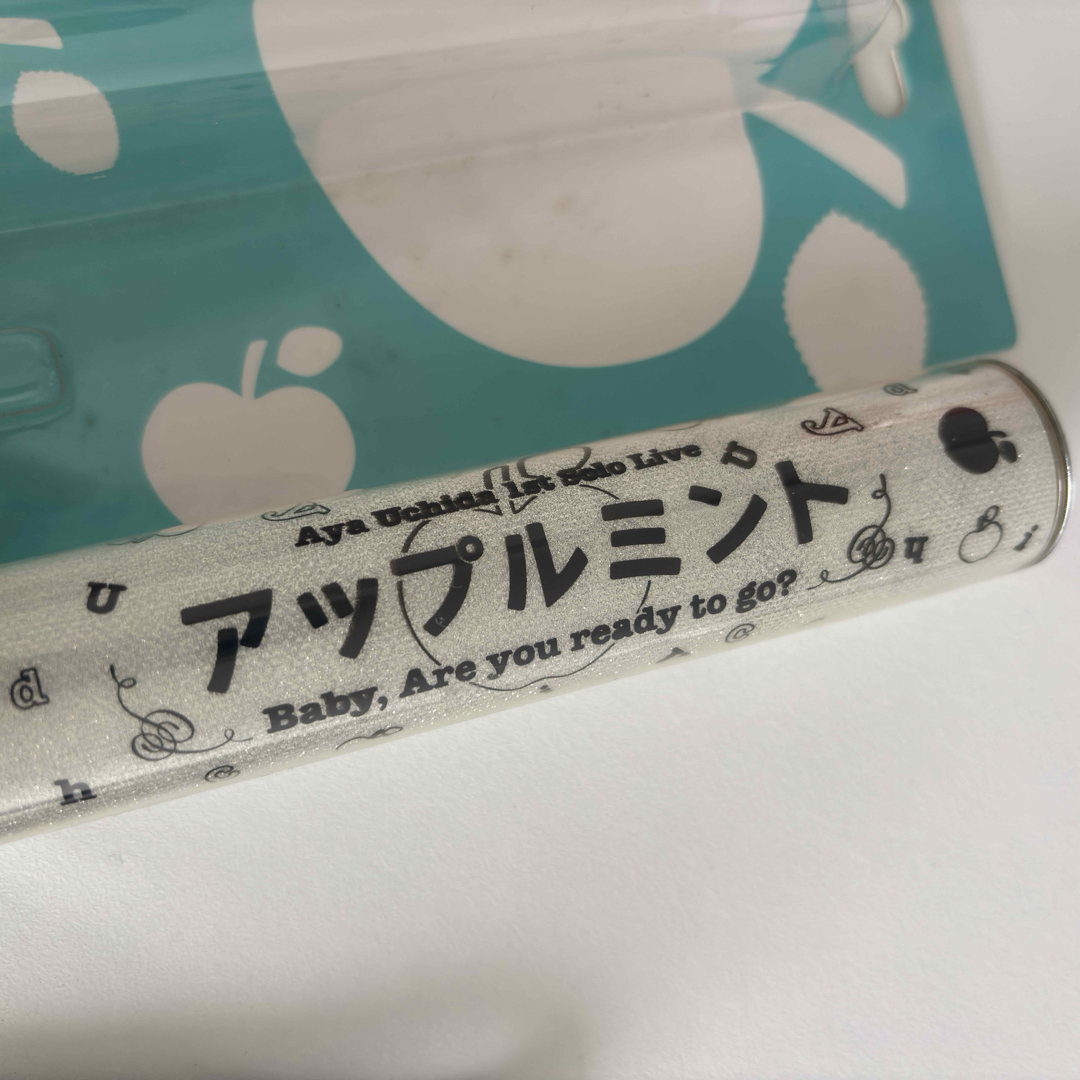 Aya Uchida 1st Solo Live
アップルミント
Baby, Are you ready to go?
U
d
h
c
U
A
a
u
i